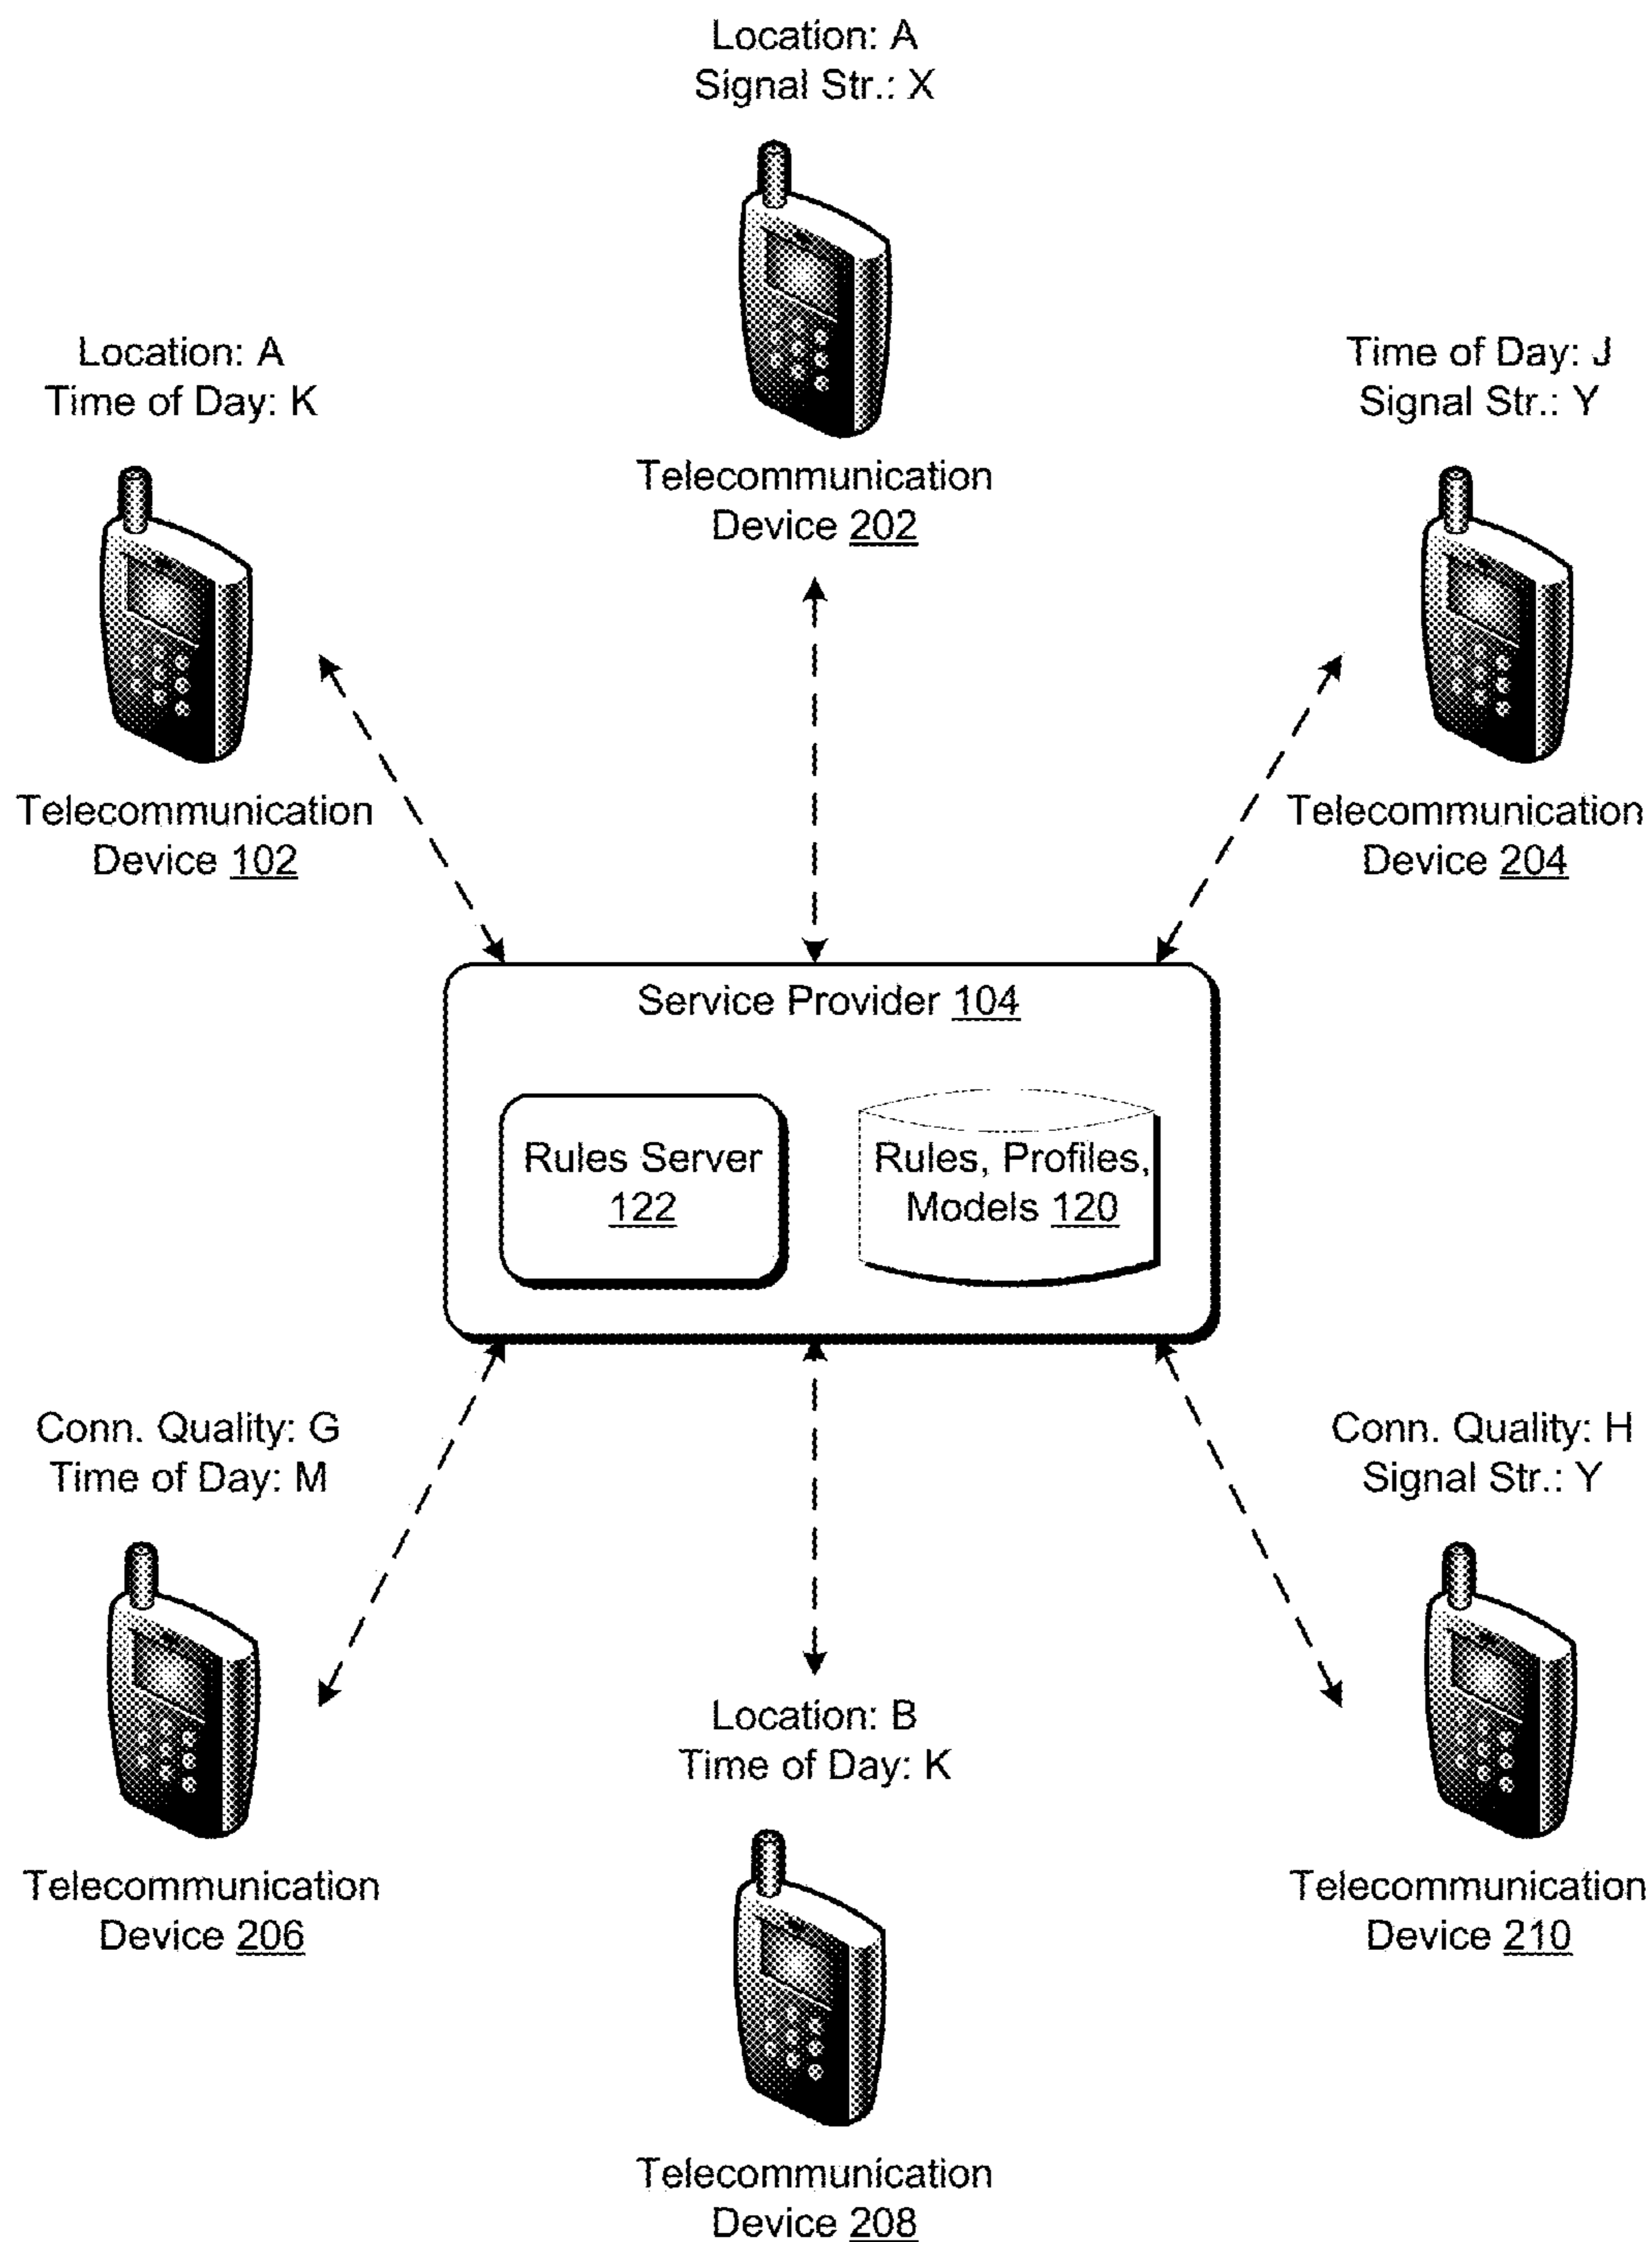 Location: A
Signal Str.: X
Telecommunication
Device 202
Location: A
Time of Day: K
Telecommunication
Device 102
Time of Day: J
Signal Str.: Y
Telecommunication
Device 204
Service Provider 104
Rules Server
122
Rules, Profiles,
Models 120
Conn. Quality: G
Time of Day: M
Telecommunication
Device 206
Location: B
Time of Day: K
Telecommunication
Device 208
Conn. Quality: H
Signal Str.: Y
Telecommunication
Device 210